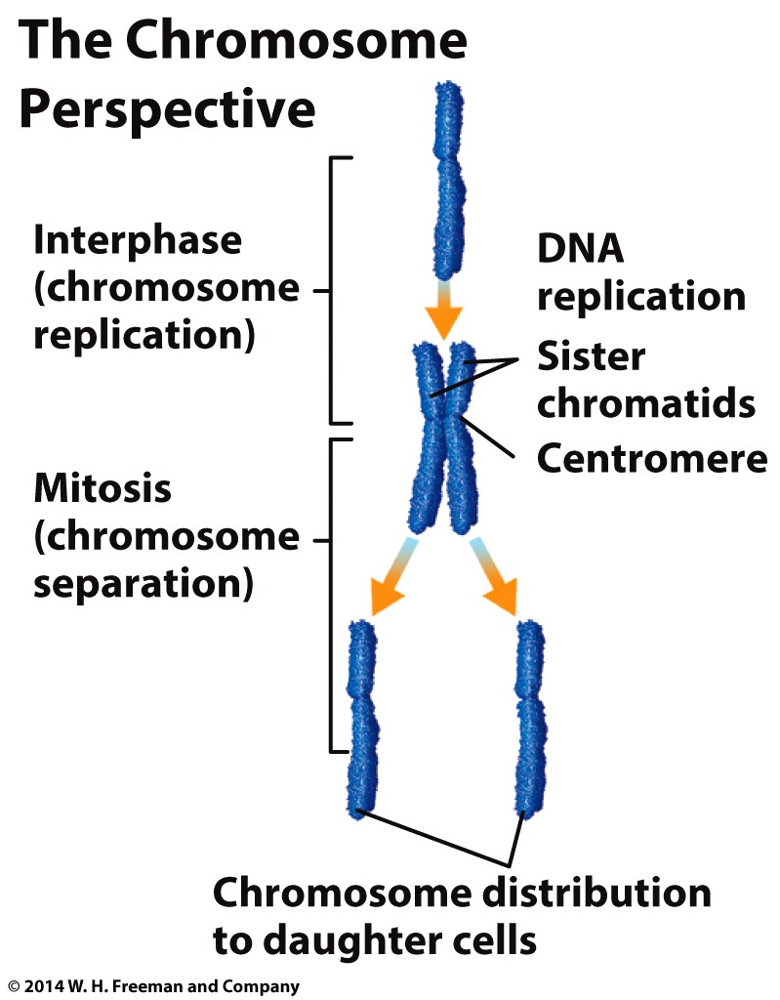 The Chromosome
Perspective
Interphase
(chromosome
replication)
DNA
replication
Sister
chromatids
Centromere
Mitosis
(chromosome
separation)
Chromosome distribution
to daughter cells
© 2014 W. H. Freeman and Company